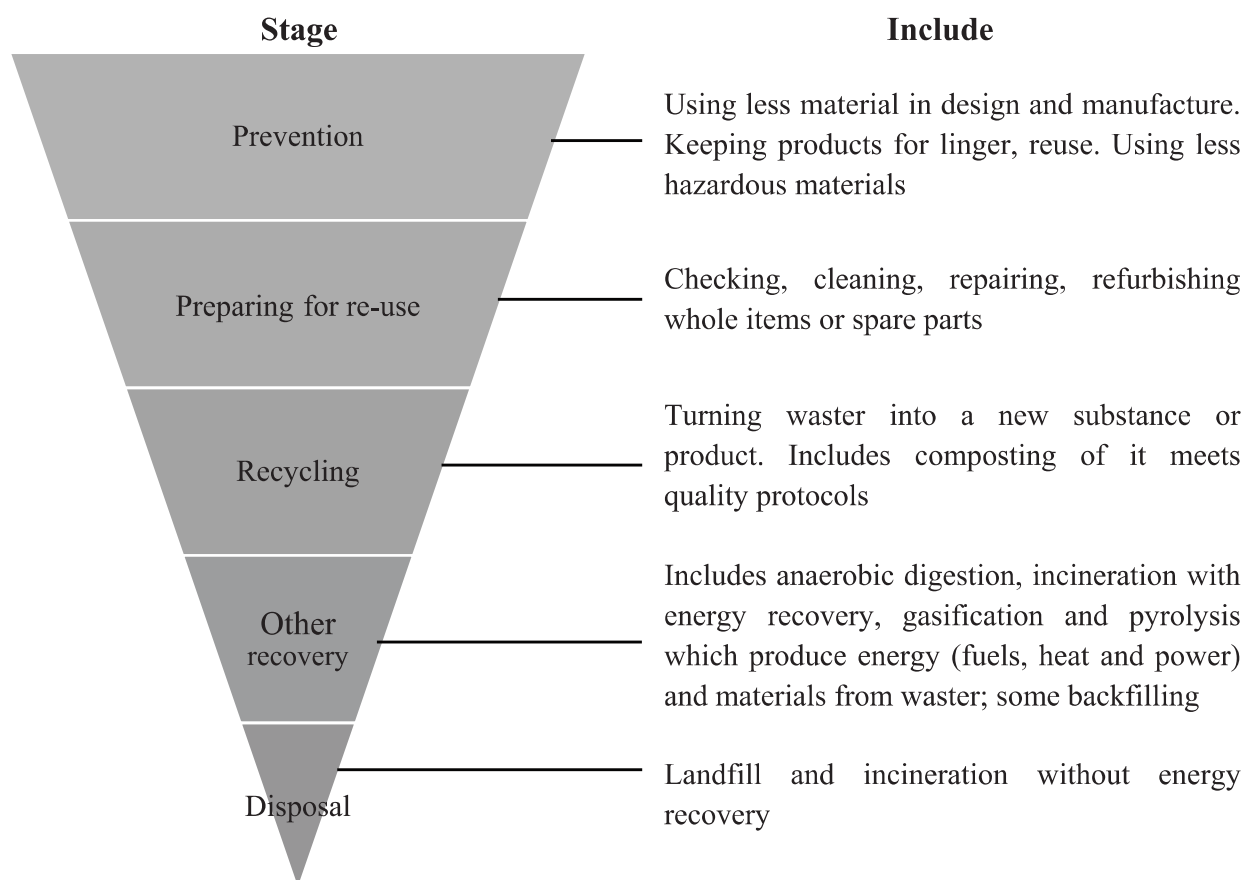 Stage
Include
Prevention
Using less material in design and manufacture.
Keeping products for linger, reuse. Using less
hazardous materials
Preparing for re-use
Checking, cleaning, repairing, refurbishing
whole items or spare parts
Recycling
Turning waster into a new substance or
product. Includes composting of it meets
quality protocols
Other
recovery
Includes anaerobic digestion, incineration with
energy recovery, gasification and pyrolysis
which produce energy (fuels, heat and power)
and materials from waster; some backfilling
Disposal
Landfill and incineration without energy
recovery